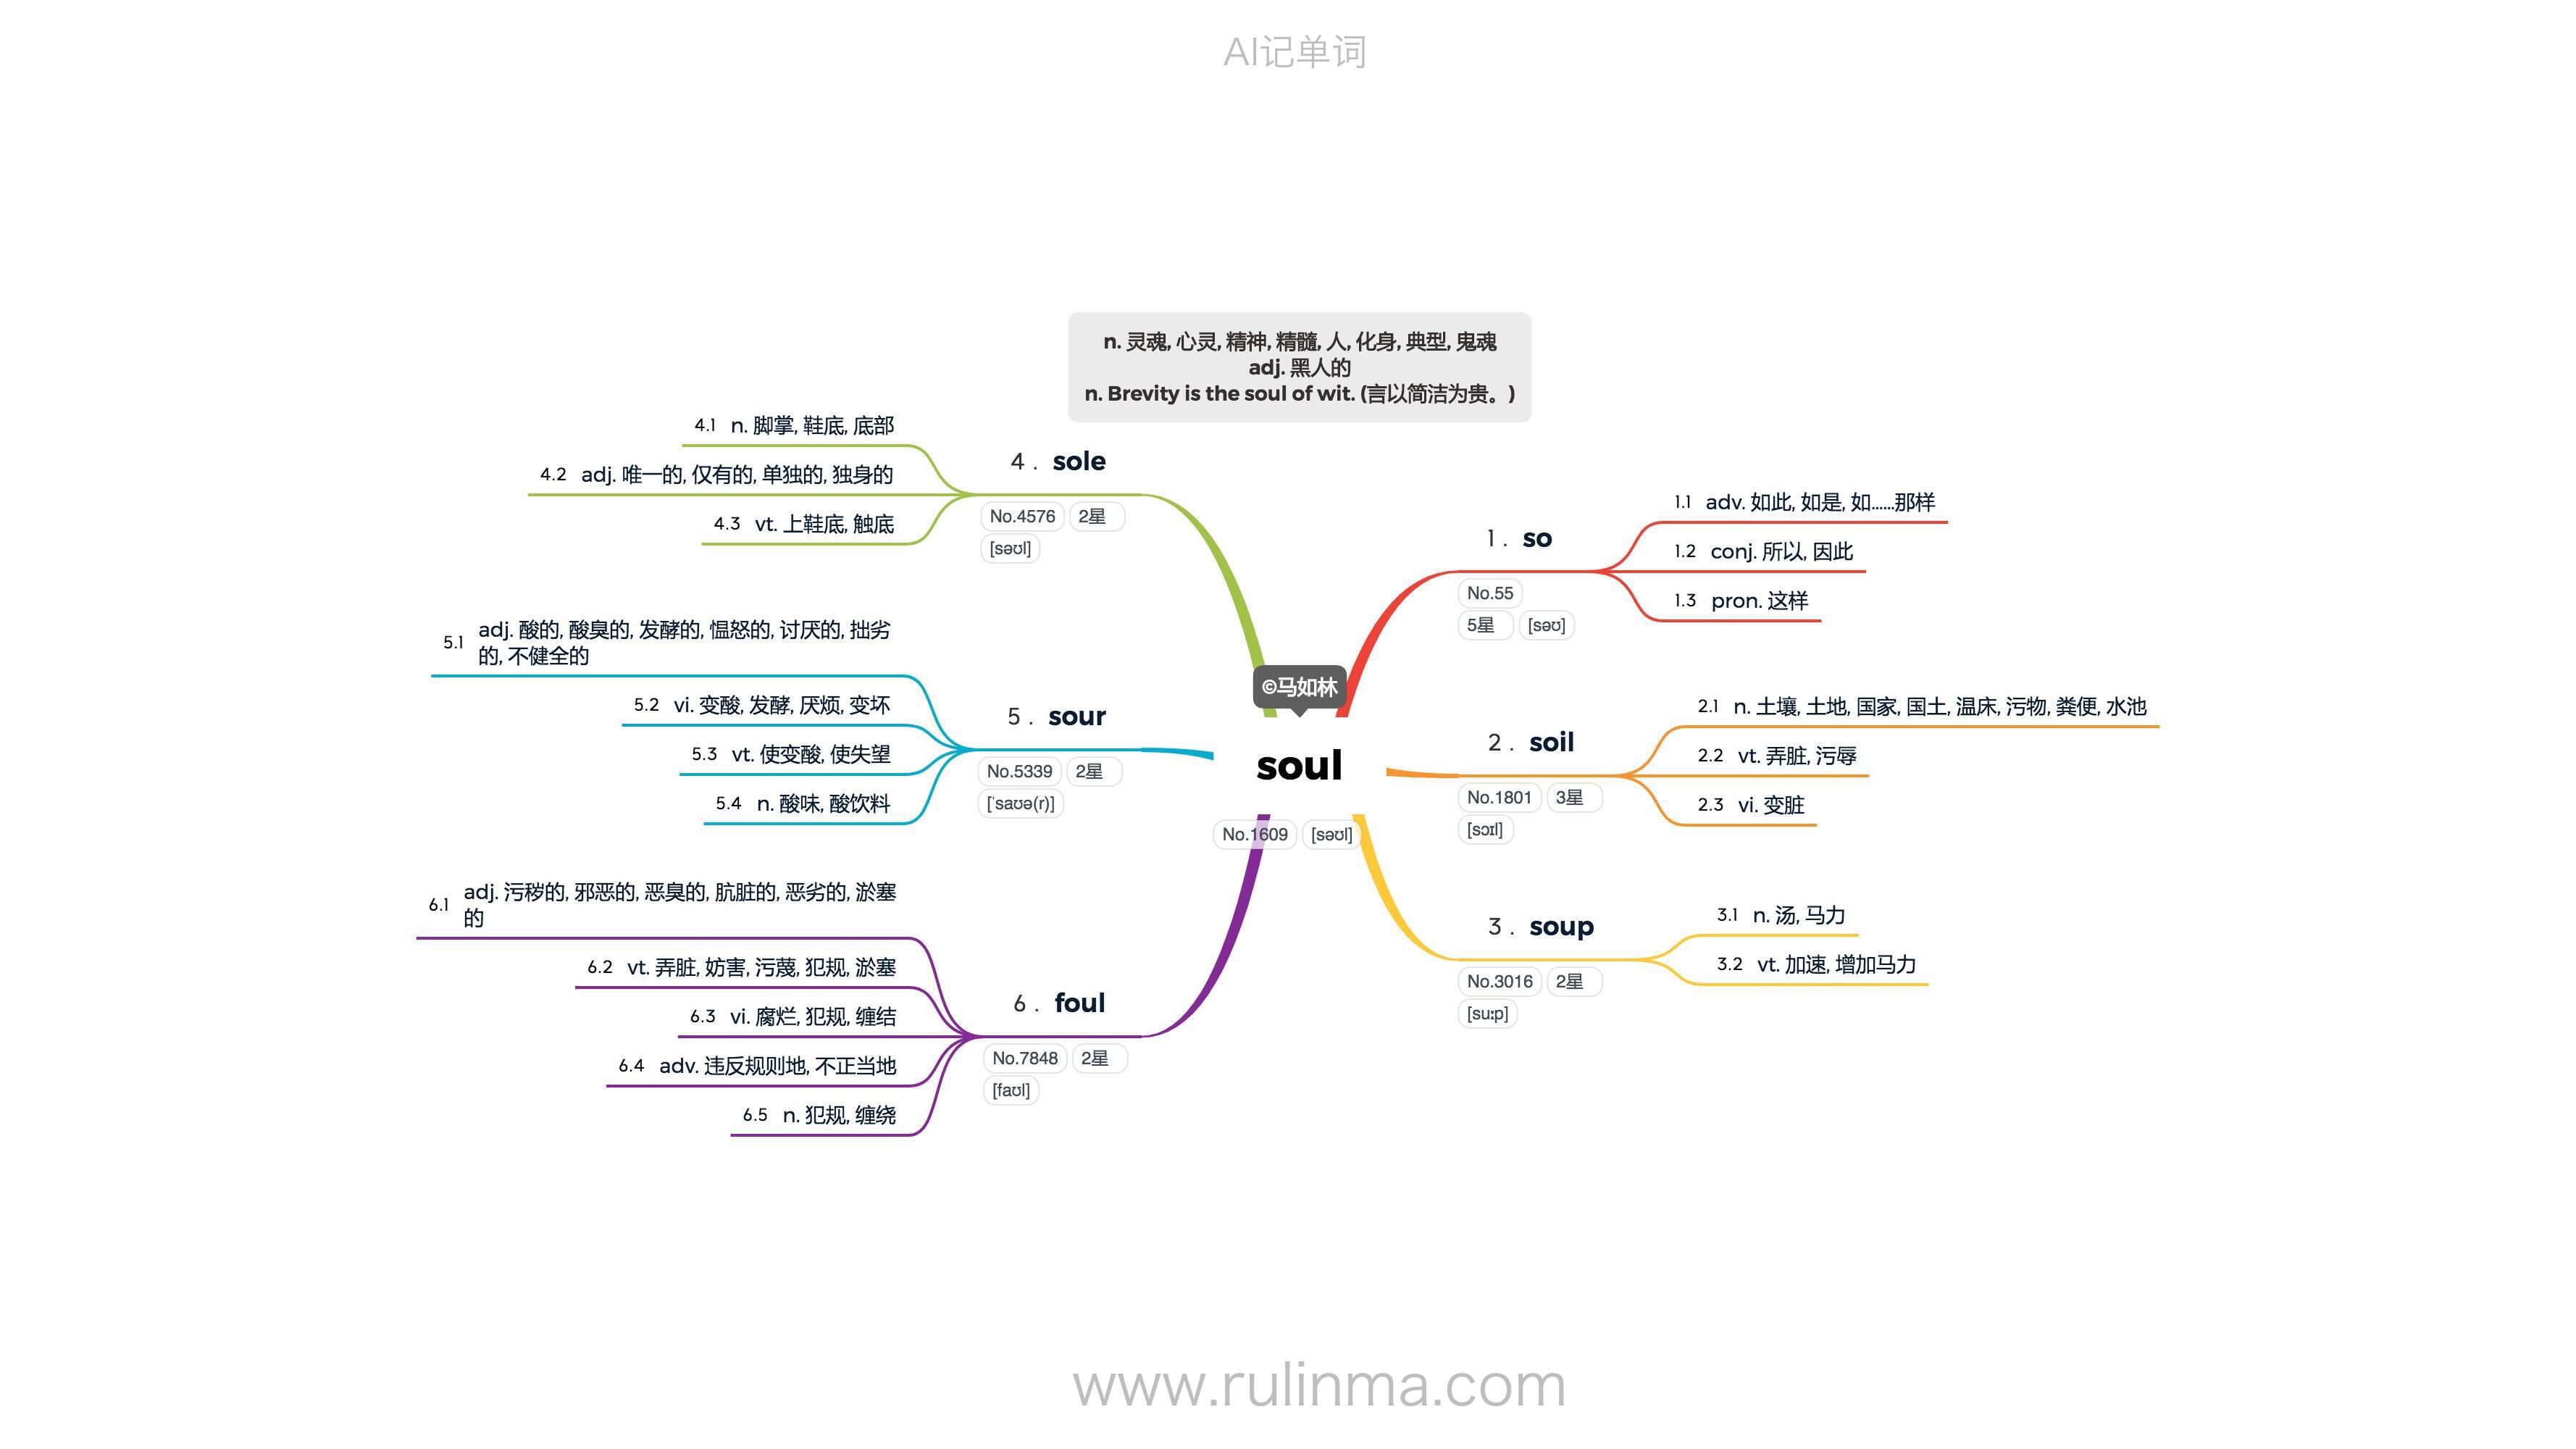 AI记单词
n. 灵魂, 心灵, 精神, 精髓, 人, 化身, 典型, 鬼魂
adj. 黑人的
n. Brevity is the soul of wit. (言以简洁为贵。)
©马如林
soul
No.1609 [səʊl]
1. so
No.55
5星 [səʊ]
1.1 adv. 如此, 如是, 如……那样
1.2 conj. 所以, 因此
1.3 pron. 这样
2. soil
No.1801 3星
[sɔɪl]
2.1 n. 土壤, 土地, 国家, 国土, 温床, 污物, 粪便, 水池
2.2 vt. 弄脏, 污辱
2.3 vi. 变脏
3. soup
No.3016 2星
[suːp]
3.1 n. 汤, 马力
3.2 vt. 加速, 增加马力
4. sole
No.4576 2星
[səʊl]
4.1 n. 脚掌, 鞋底, 底部
4.2 adj. 唯一的, 仅有的, 单独的, 独身的
4.3 vt. 上鞋底, 触底
5. sour
No.5339 2星
[ˈsaʊə(r)]
5.1 adj. 酸的, 酸臭的, 发酵的, 愠怒的, 讨厌的, 拙劣
的, 不健全的
5.2 vi. 变酸, 发酵, 厌烦, 变坏
5.3 vt. 使变酸, 使失望
5.4 n. 酸味, 酸饮料
6. foul
No.7848 2星
[faʊl]
6.1 adj. 污秽的, 邪恶的, 恶臭的, 肮脏的, 恶劣的, 淤塞
的
6.2 vt. 弄脏, 妨害, 污蔑, 犯规, 淤塞
6.3 vi. 腐烂, 犯规, 缠结
6.4 adv. 违反规则地, 不正当地
6.5 n. 犯规, 缠绕
www.rulinma.com